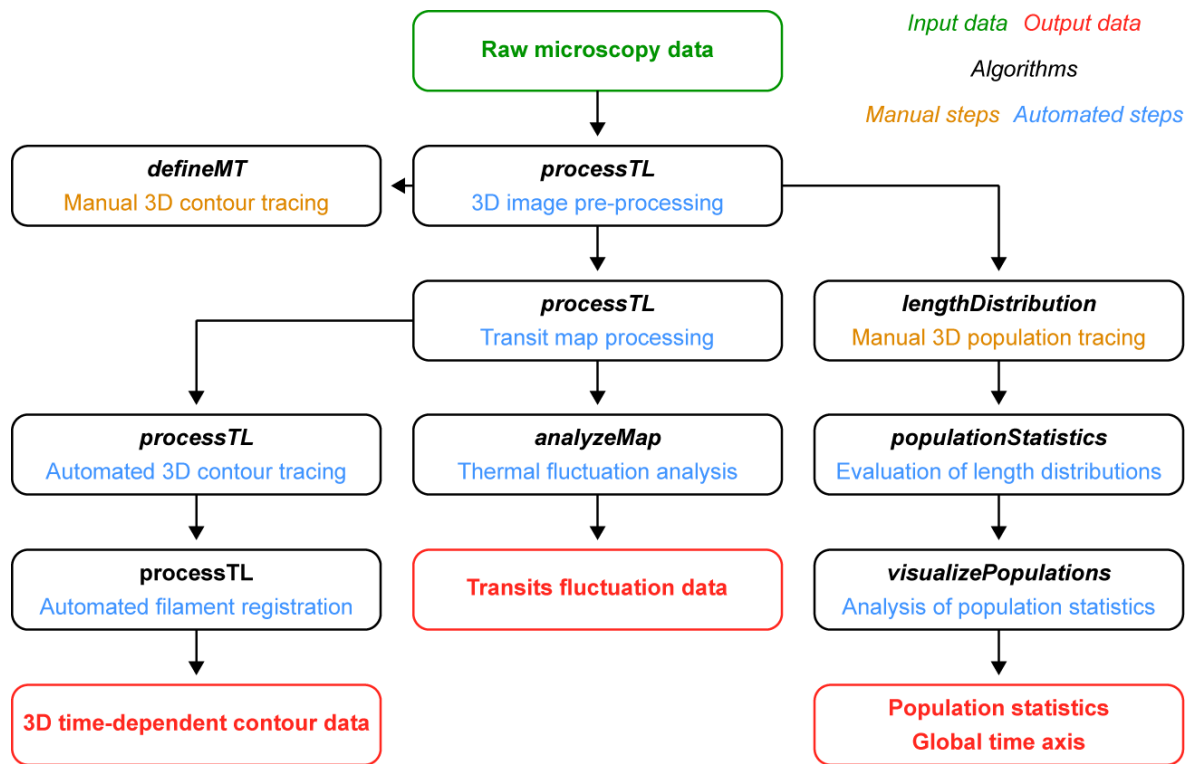 Raw microscopy data
Input data Output data
Algorithms
Manual steps Automated steps
defineMT
Manual 3D contour tracing
processTL
3D image pre-processing
processTL
Transit map processing
lengthDistribution
Manual 3D population tracing
processTL
Automated 3D contour tracing
analyzeMap
Thermal fluctuation analysis
populationStatistics
Evaluation of length distributions
processTL
Automated filament registration
Transits fluctuation data
visualizePopulations
Analysis of population statistics
3D time-dependent contour data
Population statistics
Global time axis